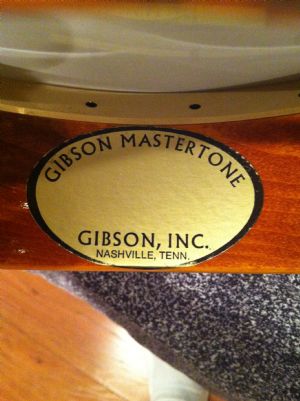 GIBSON MASTERTONE
GIBSON, INC.
NASHVILLE, TENN.